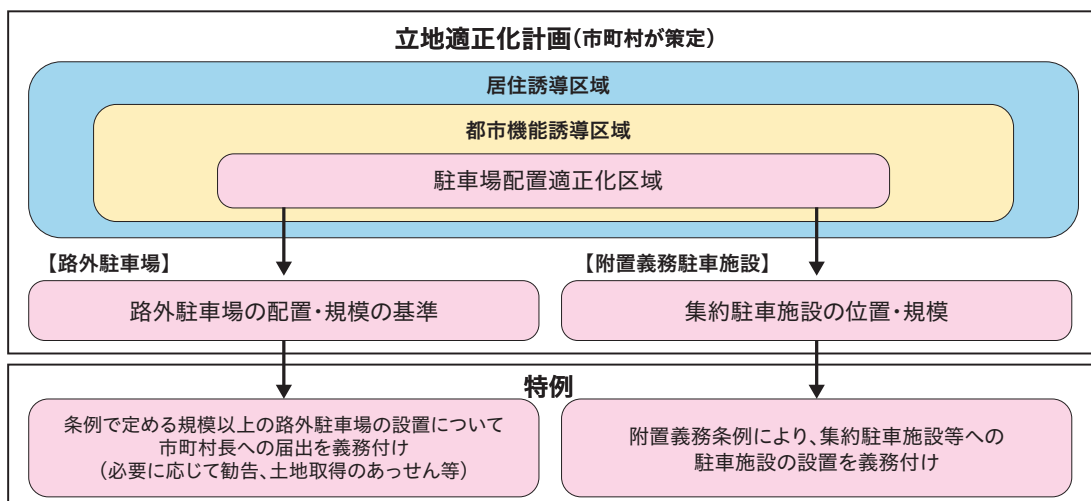 立地適正化計画(市町村が策定)
居住誘導区域
都市機能誘導区域
駐車場配置適正化区域
【路外駐車場】
【附置義務駐車施設】
路外駐車場の配置・規模の基準
集約駐車施設の位置・規模
特例
条例で定める規模以上の路外駐車場の設置について
市町村長への届出を義務付け
(必要に応じて勧告、土地取得のあっせん等)
附置義務条例により、集約駐車施設等への
駐車施設の設置を義務付け